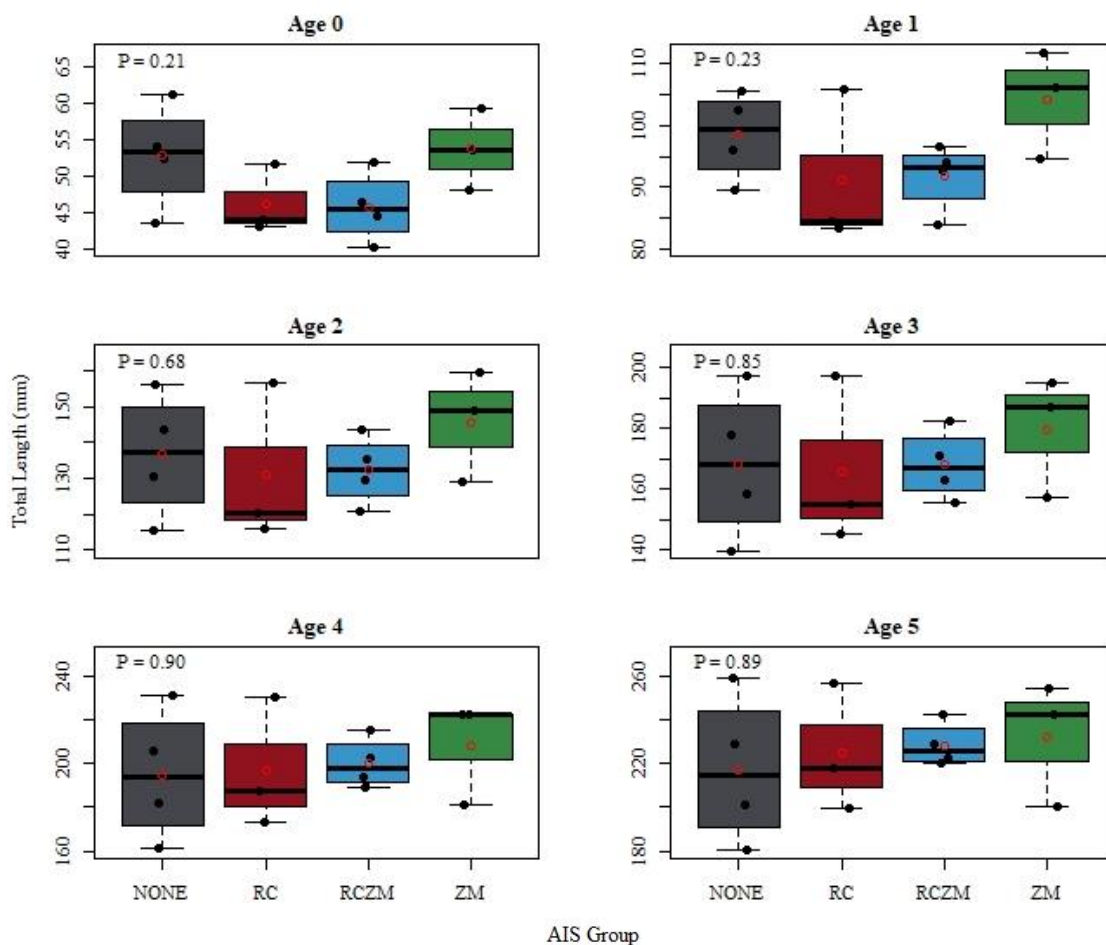 Age 0
P = 0.21
65
60
55
50
45
40
Age 1
P = 0.23
110
100
90
80
Age 2
P = 0.68
150
130
110
Age 3
P = 0.85
200
180
160
140
Age 4
P = 0.90
240
200
160
Age 5
P = 0.89
260
220
180
Total Length (mm)
NONE RC RCZM ZM
NONE RC RCZM ZM
AIS Group